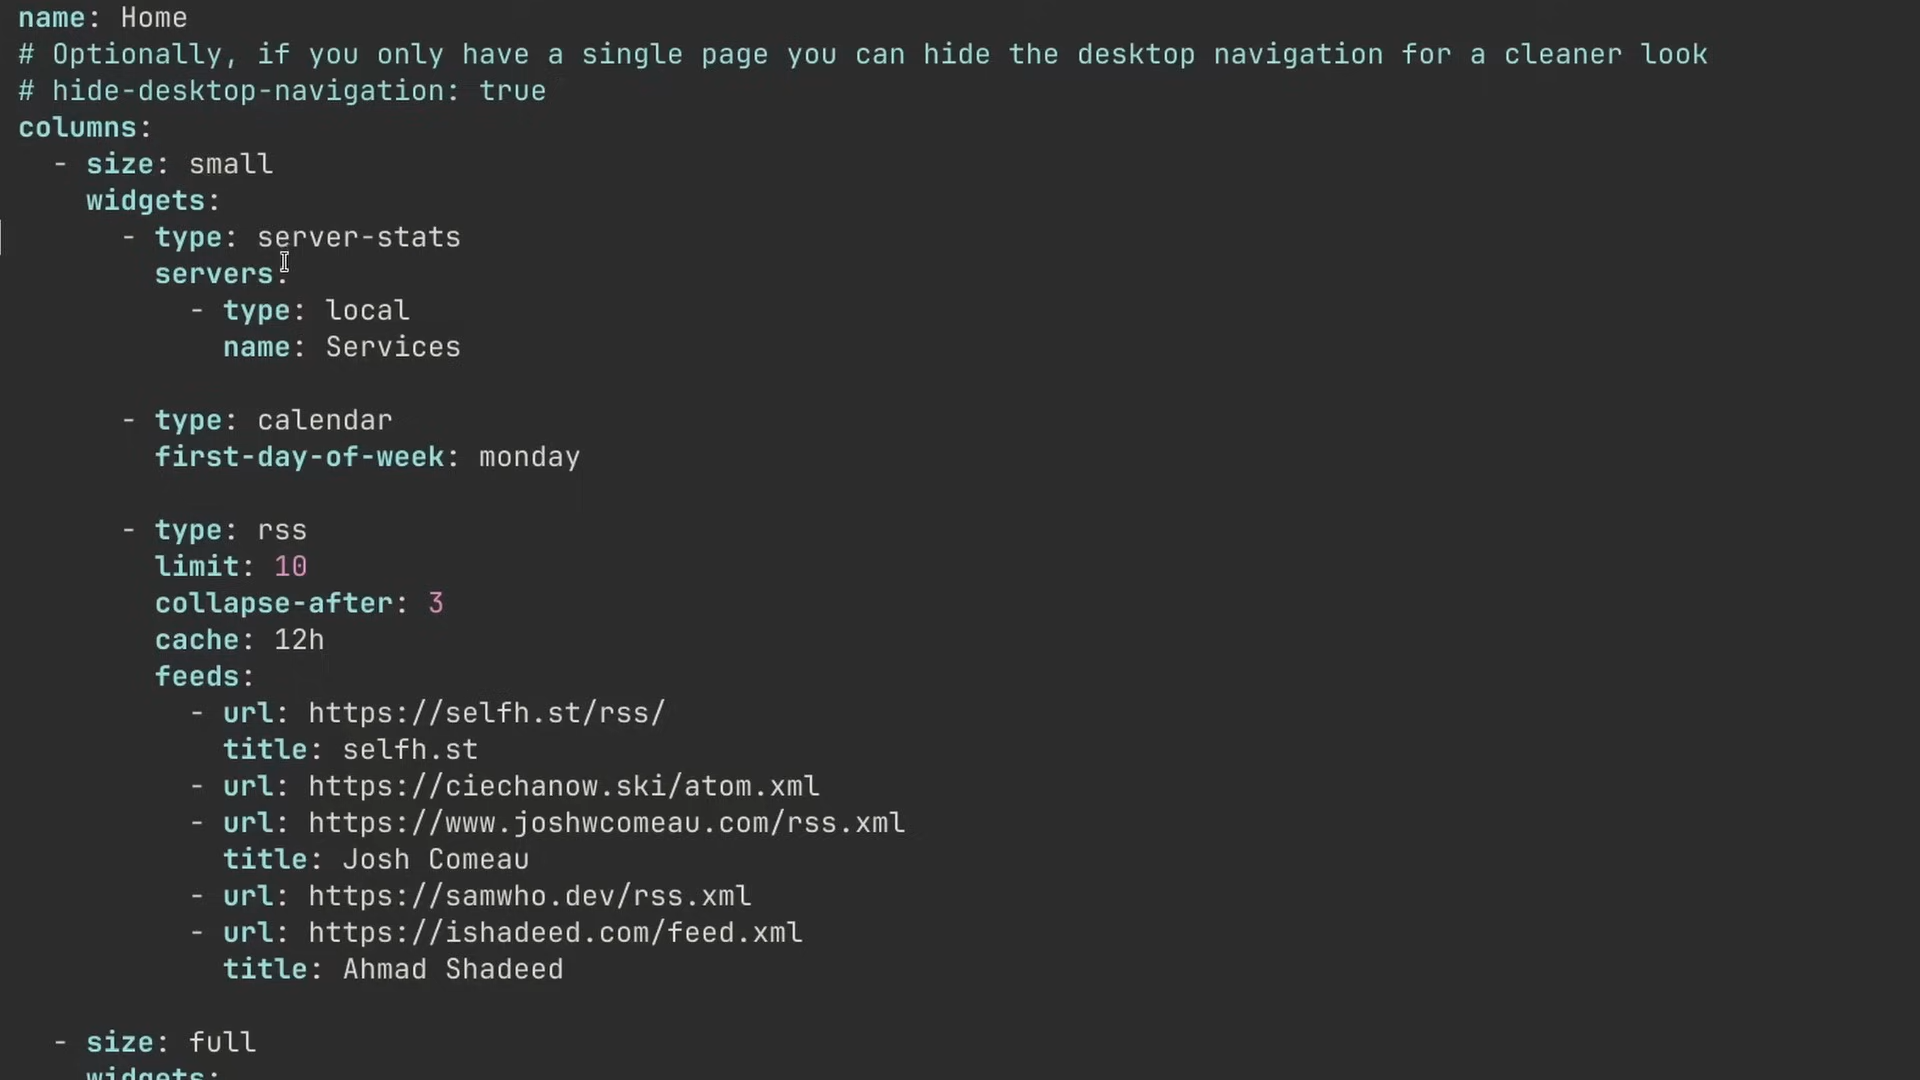 name: Home
# Optionally, if you only have a single page you can hide the desktop navigation for a cleaner look
# hide-desktop-navigation: true
columns:
  - size: small
    widgets:
      - type: server-stats
        servers:
          - type: local
            name: Services

      - type: calendar
        first-day-of-week: monday

      - type: rss
        limit: 10
        collapse-after: 3
        cache: 12h
        feeds:
          - url: https://selfh.st/rss/
            title: selfh.st
          - url: https://ciechanow.ski/atom.xml
          - url: https://www.joshwcomeau.com/rss.xml
            title: Josh Comeau
          - url: https://samwho.dev/rss.xml
          - url: https://ishadeed.com/feed.xml
            title: Ahmad Shadeed

  - size: full
    widgets: